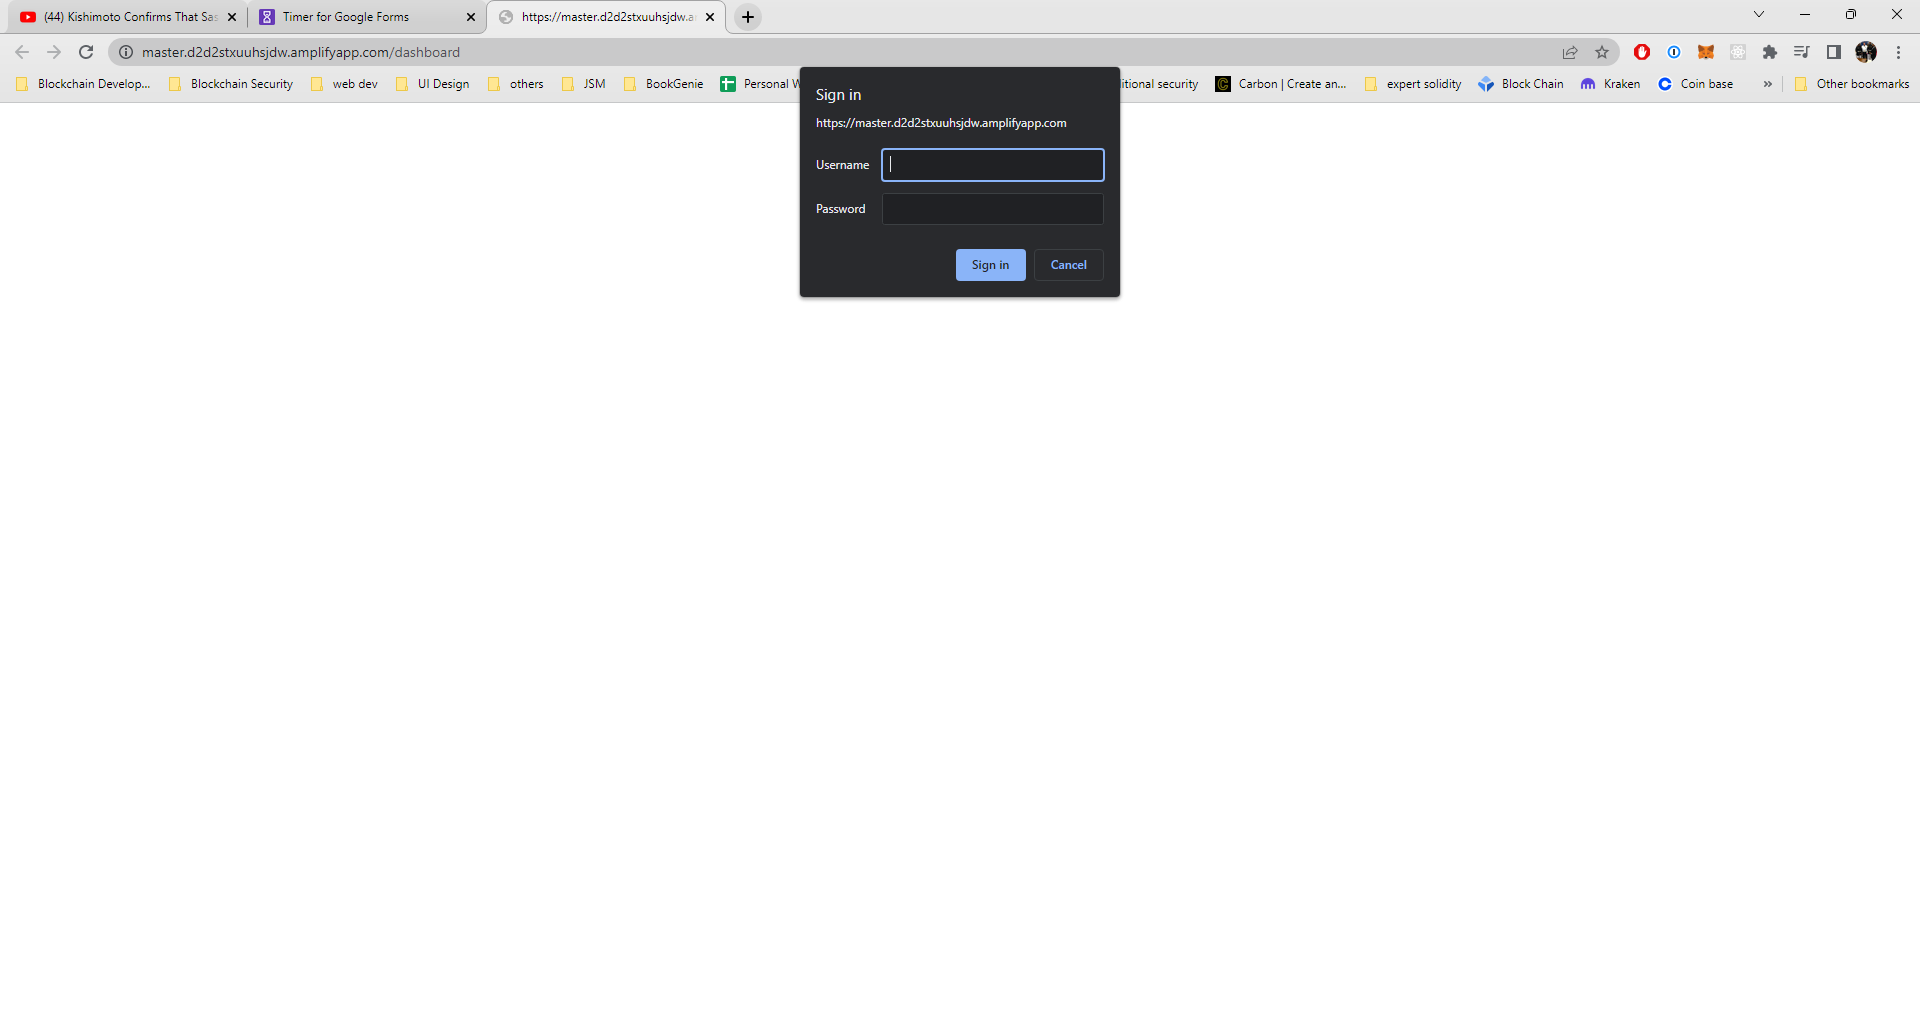 (44) Kishimoto Confirms That Sas
Timer for Google Forms
https://master.d2d2stxuuhsjdw.a
master.d2d2stxuuhsjdw.amplifyapp.com/dashboard
Blockchain Develop...
Blockchain Security
web dev
UI Design
others
JSM
BookGenie
Personal W
itional security
Carbon | Create an...
expert solidity
Block Chain
Kraken
Coin base
»
Other bookmarks
Sign in
https://master.d2d2stxuuhsjdw.amplifyapp.com
Username
Password
Sign in
Cancel